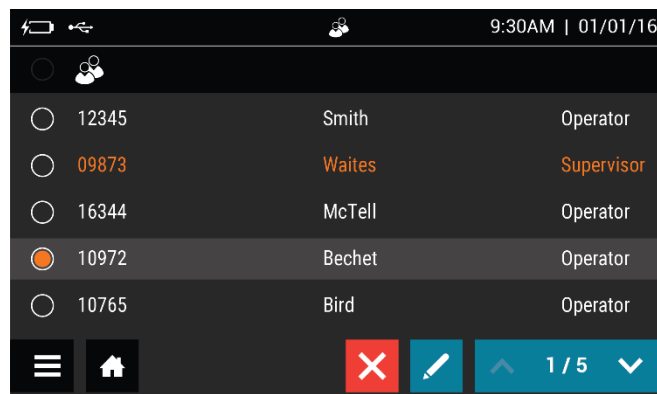 9:30AM | 01/01/16
12345 Smith Operator
09873 Waites Supervisor
16344 McTell Operator
10972 Bechet Operator
10765 Bird Operator
1 / 5